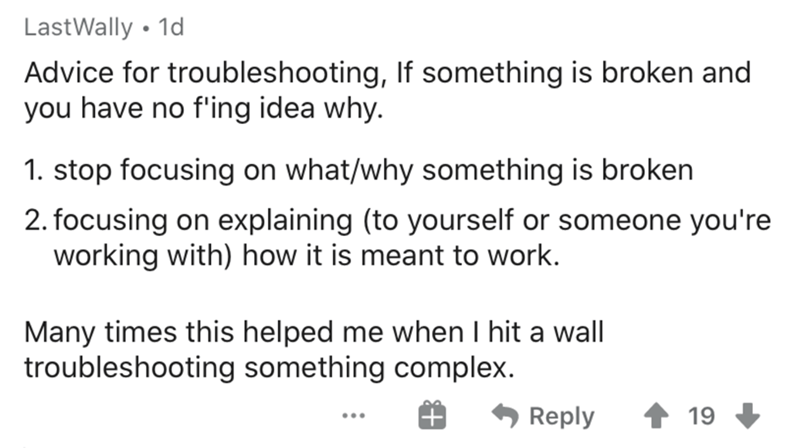 LastWally • 1d
Advice for troubleshooting, If something is broken and
you have no f'ing idea why.
1. stop focusing on what/why something is broken
2. focusing on explaining (to yourself or someone you're
working with) how it is meant to work.
Many times this helped me when I hit a wall
troubleshooting something complex.
... Reply 19